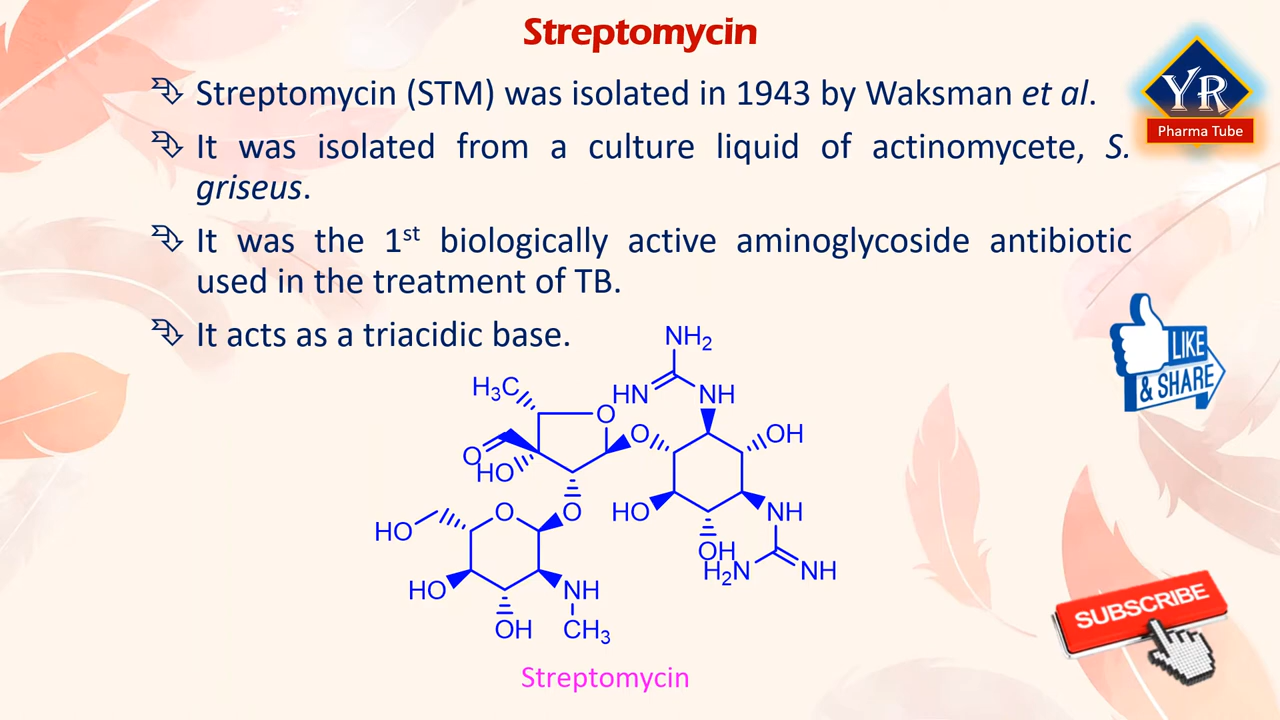 Streptomycin
YR
Pharma Tube
Streptomycin (STM) was isolated in 1943 by Waksman et al.
It was isolated from a culture liquid of actinomycete, S.
griseus.
It was the 1st biologically active aminoglycoside antibiotic
used in the treatment of TB.
It acts as a triacidic base.
NH2
LIKE
& SHARE
H3C
HN
NH
O
O
OH
O
HO
O
O
HO
NH
HO
OH
H2N
NH
HO
NH
OH
CH3
SUBSCRIBE
Streptomycin